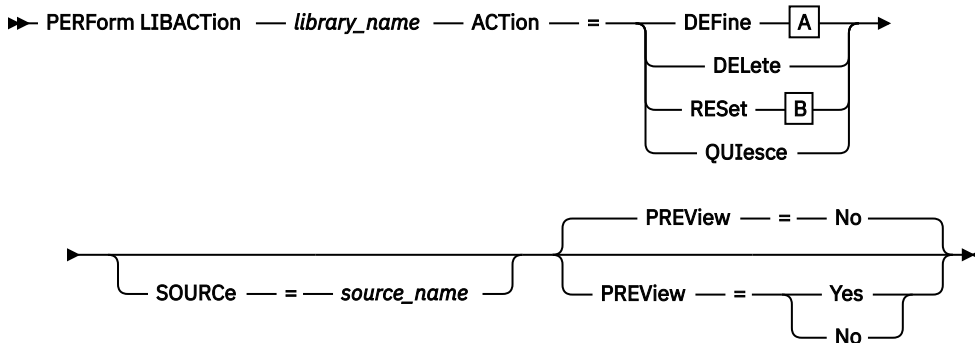 PERForm LIBACTion library_name ACTion = DEFine A
DELete
RESet B
QUIesce
PREView = No
SOURCe = source_name PREView = Yes
No